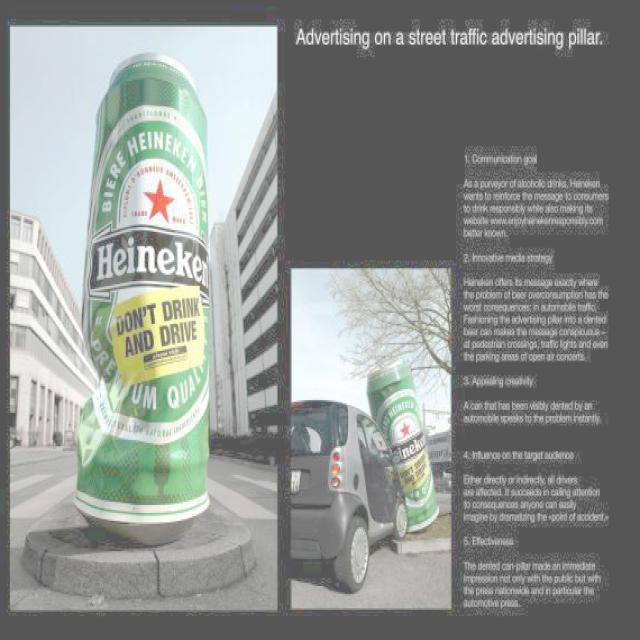 Advertising on a street traffic advertising pillar.
BIERE HEINEKEN BIER
TRADE MARK
Heineken
DON'T DRINK
AND DRIVE
PREMIUM QUALITY
Heineken
1. Communication goal
As a purveyor of alcoholic drinks, Heineken
wants to reinforce the message to consumers
to drink responsibly while also making its
website www.enjoyheinekenresponsibly.com
better known.
2. Innovative media strategy
Heineken offers its message exactly where
the problem of beer overconsumption has the
worst consequences: in automobile traffic.
Fashioning the advertising pillar into a dented
beer can makes the message conspicuous –
at pedestrian crossings, traffic lights and even
the parking areas of open air concerts.
3. Appealing creativity
A can that has been visibly dented by an
automobile speaks to the problem instantly.
4. Influence on the target audience
Either directly or indirectly, all drivers
are affected. It succeeds in calling attention
to consequences anyone can easily
imagine by dramatizing the «point of accident.»
5. Effectiveness
The dented can-pillar made an immediate
impression not only with the public but with
the press nationwide and in particular the
automotive press.